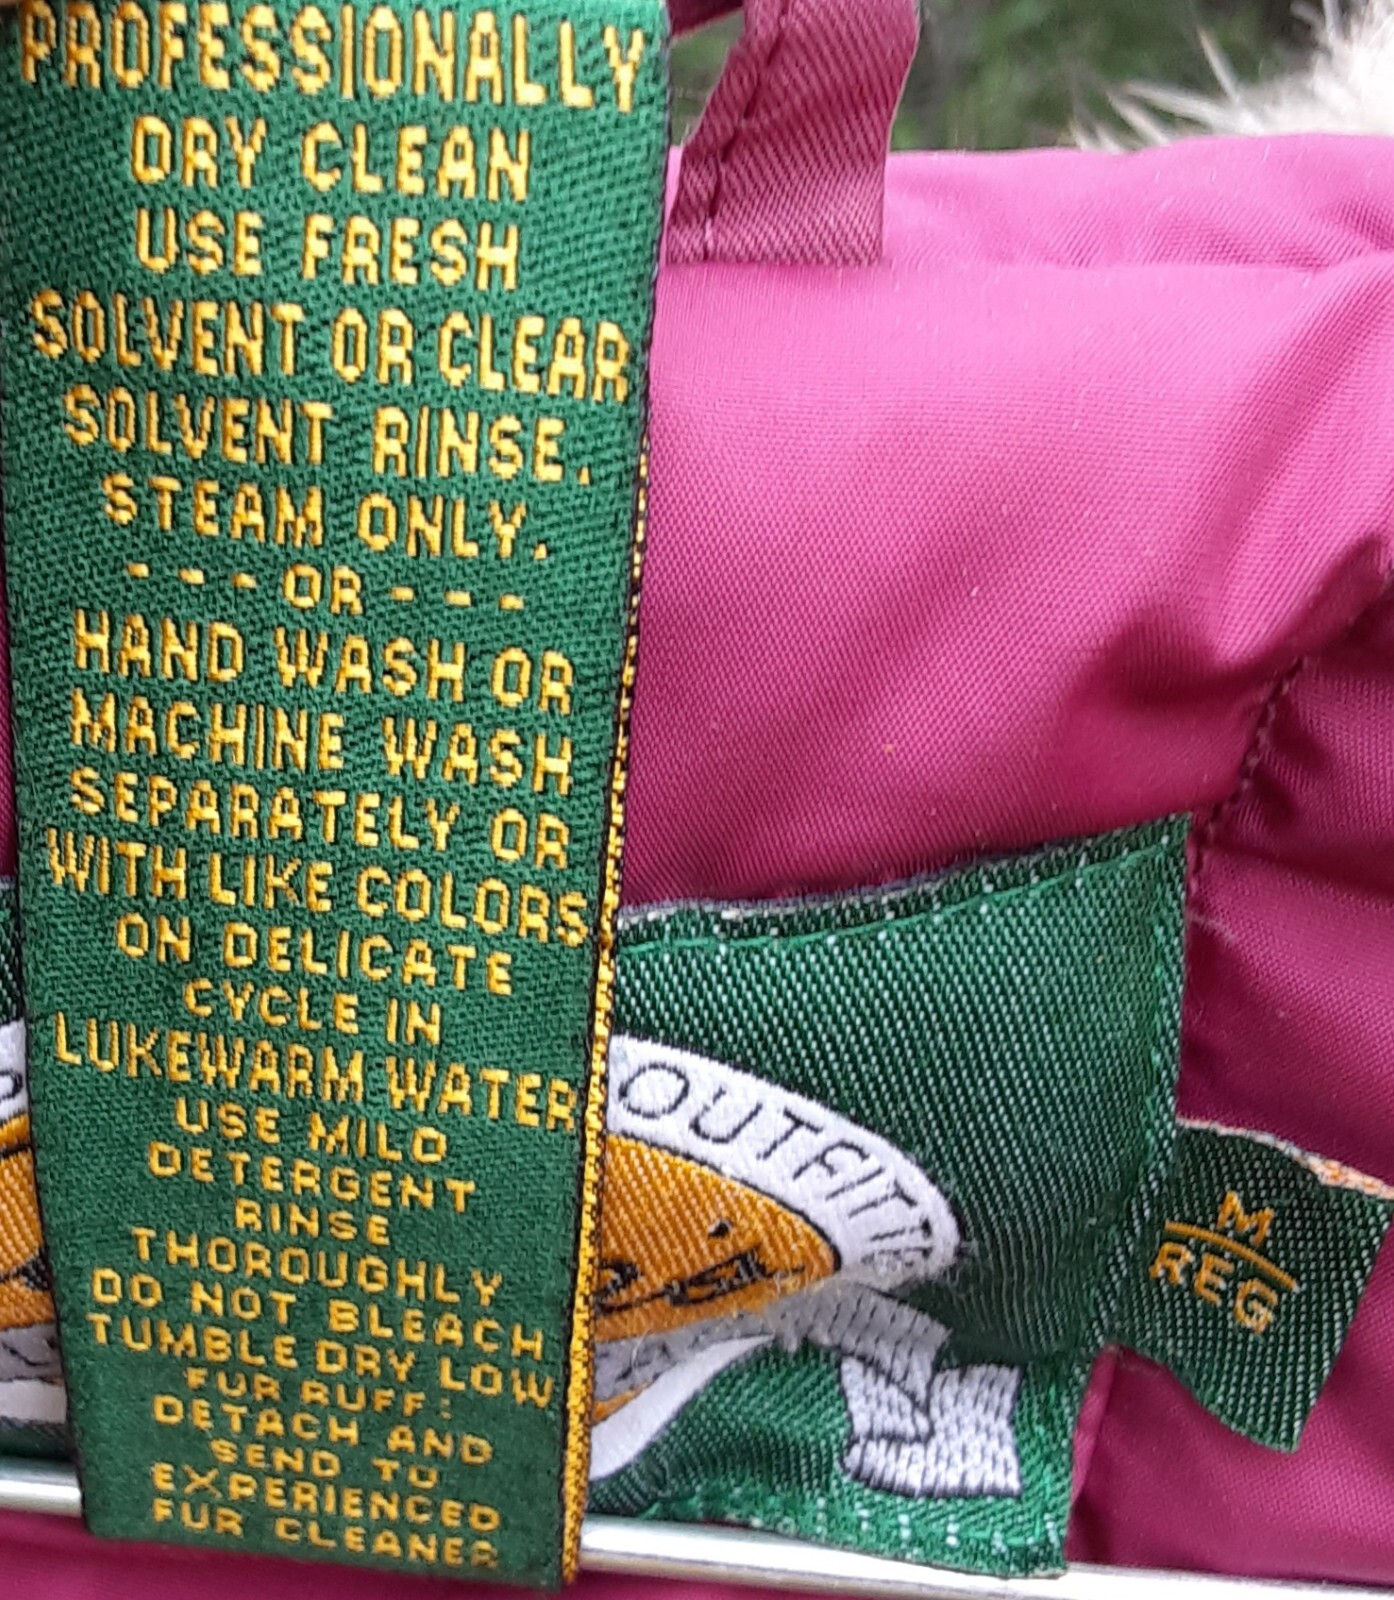 PROFESSIONALLY
DRY CLEAN
USE FRESH
SOLVENT OR CLEAR
SOLVENT RINSE.
STEAM ONLY.
- - - OR - - -
HAND WASH OR
MACHINE WASH
SEPARATELY OR
WITH LIKE COLORS
ON DELICATE
CYCLE IN
LUKEWARM WATER
USE MILD
DETERGENT
RINSE
THOROUGHLY
DO NOT BLEACH
TUMBLE DRY LOW
FUR RUFF:
DETACH AND
SEND TO
EXPERIENCED
FUR CLEANER
M
REG